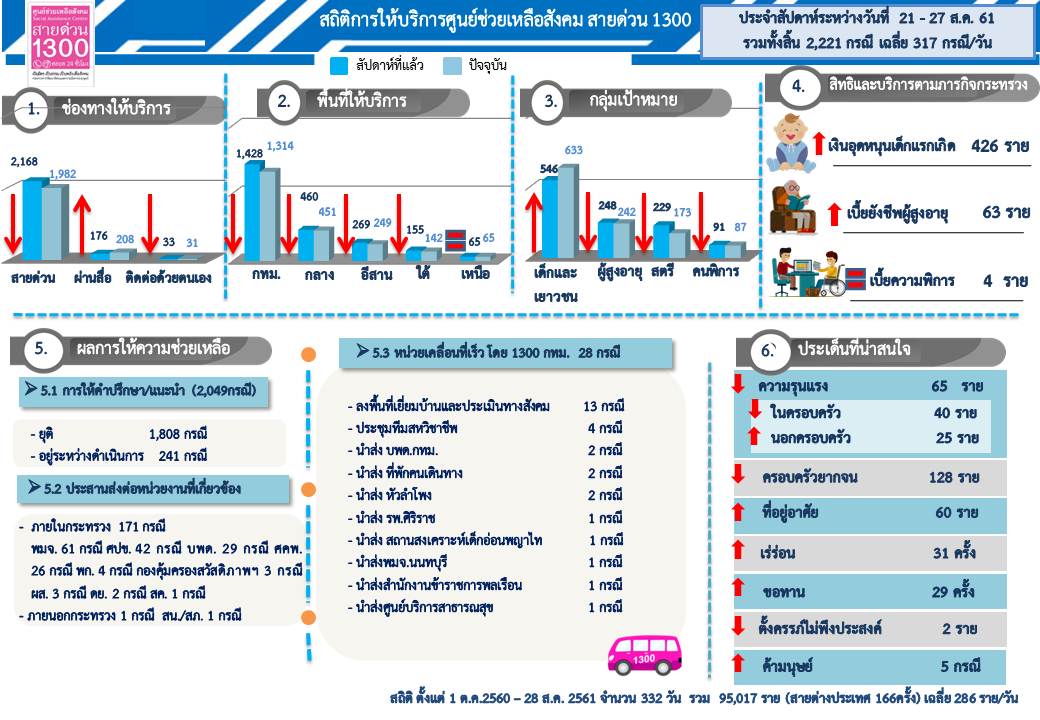 ศูนย์ช่วยเหลือสังคม
Social Assistance Center
สายด่วน
1300
ตลอด 24 ชั่วโมง
สถิติการให้บริการศูนย์ช่วยเหลือสังคม สายด่วน 1300
ประจำสัปดาห์ระหว่างวันที่ 21 - 27 ส.ค. 61
รวมทั้งสิ้น 2,221 กรณี เฉลี่ย 317 กรณี/วัน
สัปดาห์ที่แล้ว ปัจจุบัน
1. ช่องทางให้บริการ
2,168 1,982
176 208
33 31
สายด่วน ผ่านสื่อ ติดต่อด้วยตนเอง
2. พื้นที่ให้บริการ
1,428 1,314
460 451
269 249
155 142
65 65
กทม. กลาง อีสาน ใต้ เหนือ
3. กลุ่มเป้าหมาย
546 633
248 242
229 173
91 87
เด็กและ ผู้สูงอายุ สตรี คนพิการ
เยาวชน
4. สิทธิและบริการตามภารกิจกระทรวง
เงินอุดหนุนเด็กแรกเกิด 426 ราย
เบี้ยยังชีพผู้สูงอายุ 63 ราย
เบี้ยความพิการ 4 ราย
5. ผลการให้ความช่วยเหลือ
5.1 การให้คำปรึกษา/แนะนำ (2,049กรณี)
- ยุติ 1,808 กรณี
- อยู่ระหว่างดำเนินการ 241 กรณี
5.2 ประสานส่งต่อหน่วยงานที่เกี่ยวข้อง
- ภายในกระทรวง 171 กรณี
พมจ. 61 กรณี ศปข. 42 กรณี บพด. 29 กรณี ศคพ.
26 กรณี พก. 4 กรณี กองคุ้มครองสวัสดิภาพฯ 3 กรณี
ผส. 3 กรณี ดย. 2 กรณี สค. 1 กรณี
- ภายนอกกระทรวง 1 กรณี สน./สภ. 1 กรณี
5.3 หน่วยเคลื่อนที่เร็ว โดย 1300 กทม. 28 กรณี
- ลงพื้นที่เยี่ยมบ้านและประเมินทางสังคม 13 กรณี
- ประชุมทีมสหวิชาชีพ 4 กรณี
- นำส่ง บพด.กทม. 2 กรณี
- นำส่ง ที่พักคนเดินทาง 2 กรณี
- นำส่ง หัวลำโพง 2 กรณี
- นำส่ง รพ.ศิริราช 1 กรณี
- นำส่ง สถานสงเคราะห์เด็กอ่อนพญาไท 1 กรณี
- นำส่งพมจ.นนทบุรี 1 กรณี
- นำส่งสำนักงานข้าราชการพลเรือน 1 กรณี
- นำส่งศูนย์บริการสาธารณสุข 1 กรณี
1300
6. ประเด็นที่น่าสนใจ
ความรุนแรง 65 ราย
ในครอบครัว 40 ราย
นอกครอบครัว 25 ราย
ครอบครัวยากจน 128 ราย
ที่อยู่อาศัย 60 ราย
เร่ร่อน 31 ครั้ง
ขอทาน 29 ครั้ง
ตั้งครรภ์ไม่พึงประสงค์ 2 ราย
ค้ามนุษย์ 5 กรณี
สถิติ ตั้งแต่ 1 ต.ค.2560 – 28 ส.ค. 2561 จำนวน 332 วัน รวม 95,017 ราย (สายต่างประเทศ 166ครั้ง) เฉลี่ย 286 ราย/วัน